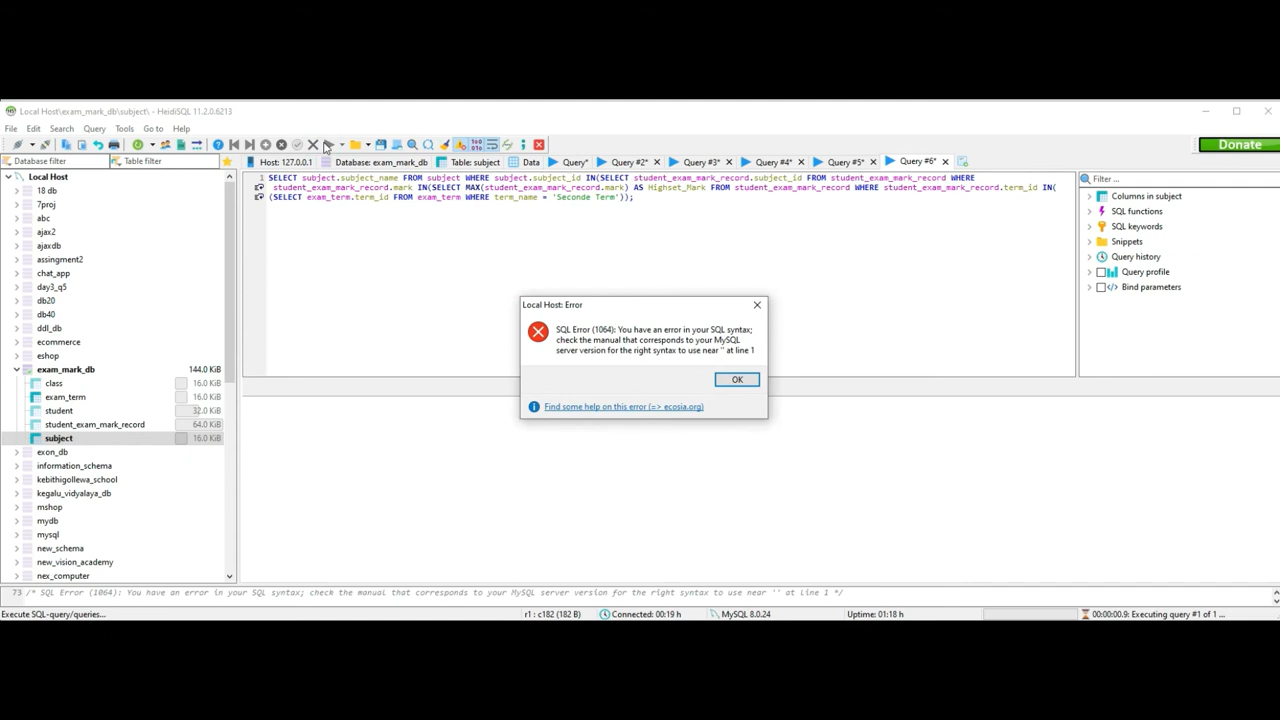 Local Host\exam_mark_db\subject\ - HeidiSQL 11.2.0.6213
File Edit Search Query Tools Go to Help
Donate
Database filter Table filter Host: 127.0.0.1 Database: exam_mark_db Table: subject Data Query* Query #2* Query #3* Query #4* Query #5* Query #6*
Local Host
18 db
7proj
abc
ajax2
ajaxdb
assingment2
chat_app
day3_q5
db20
db40
ddl_db
ecommerce
eshop
exam_mark_db 144.0 KiB
class 16.0 KiB
exam_term 16.0 KiB
student 32.0 KiB
student_exam_mark_record 64.0 KiB
subject 16.0 KiB
exon_db
information_schema
kebithigollewa_school
kegalu_vidyalaya_db
mshop
mydb
mysql
new_schema
new_vision_academy
nex_computer
1 SELECT subject.subject_name FROM subject WHERE subject.subject_id IN(SELECT student_exam_mark_record.subject_id FROM student_exam_mark_record WHERE
student_exam_mark_record.mark IN(SELECT MAX(student_exam_mark_record.mark) AS Highset_Mark FROM student_exam_mark_record WHERE student_exam_mark_record.term_id IN(
(SELECT exam_term.term_id FROM exam_term WHERE term_name = 'Seconde Term'));
Filter ...
Columns in subject
SQL functions
SQL keywords
Snippets
Query history
Query profile
Bind parameters
Local Host: Error
SQL Error (1064): You have an error in your SQL syntax;
check the manual that corresponds to your MySQL
server version for the right syntax to use near '' at line 1
OK
Find some help on this error (=> ecosia.org)
73 /* SQL Error (1064): You have an error in your SQL syntax; check the manual that corresponds to your MySQL server version for the right syntax to use near '' at line 1 */
Execute SQL-query/queries... r1 : c182 (182 B) Connected: 00:19 h MySQL 8.0.24 Uptime: 01:18 h 00:00:00.9: Executing query #1 of 1 ...